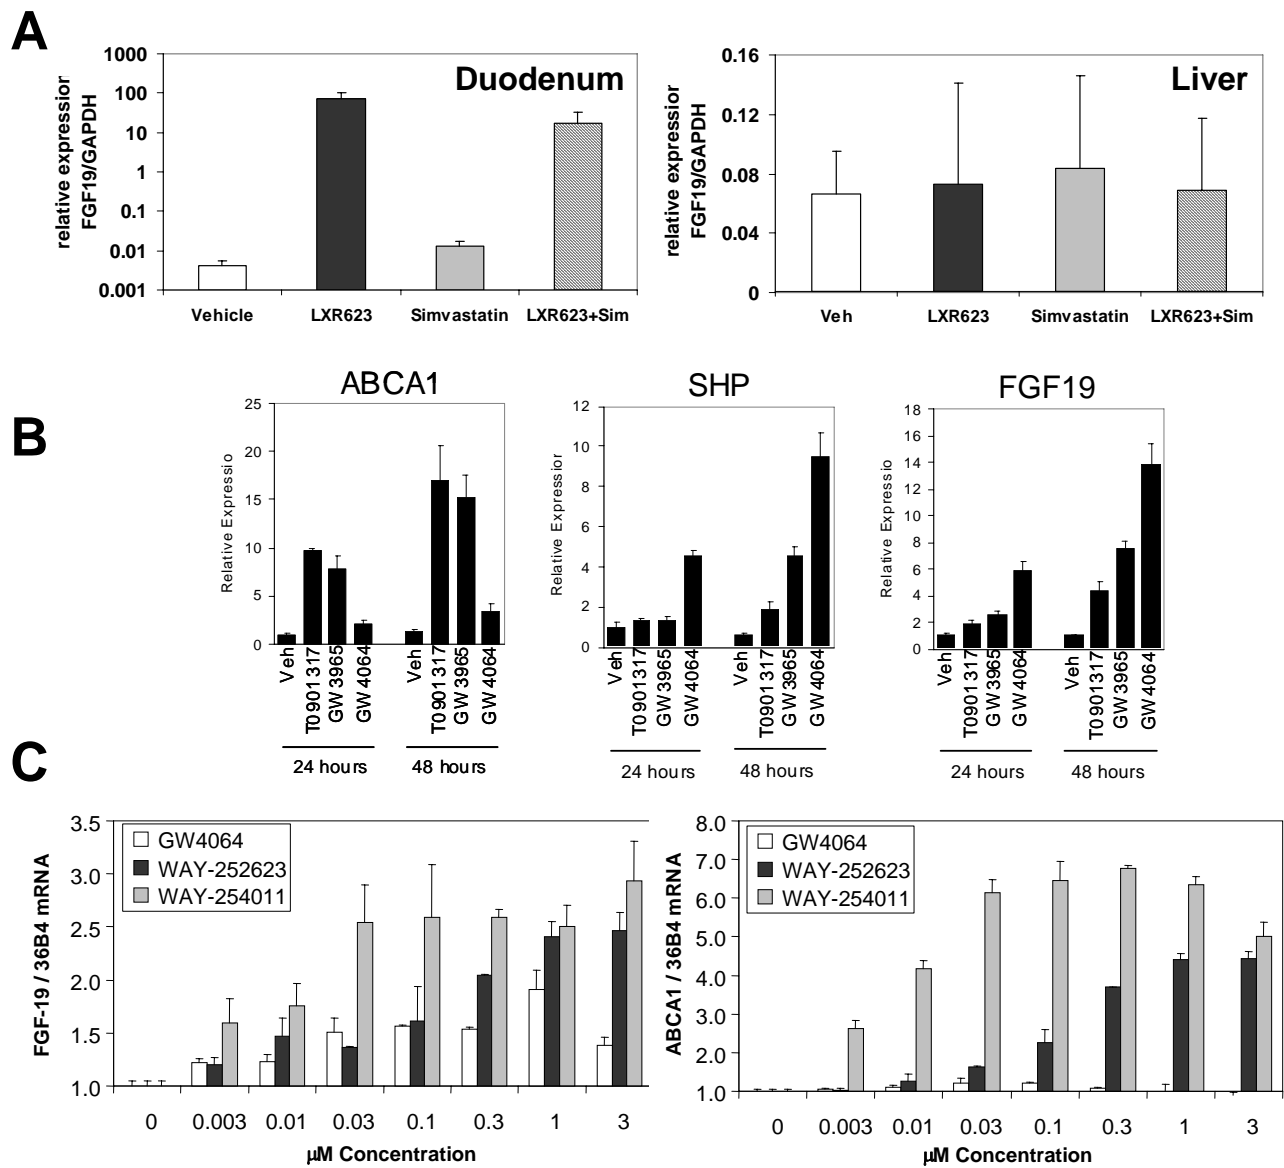 A
Duodenum
relative expressior
FGF19/GAPDH
1000
100
10
1
0.1
0.01
0.001
Vehicle LXR623 Simvastatin LXR623+Sim
Liver
relative expressior
FGF19/GAPDH
0.16
0.12
0.08
0.04
0
Veh LXR623 Simvastatin LXR623+Sim
B
ABCA1
Relative Expressio
25
20
15
10
5
0
Veh
T0901317
GW3965
GW4064
Veh
T0901317
GW3965
GW4064
24 hours 48 hours
SHP
Relative Expressior
12
10
8
6
4
2
0
Veh
T0901317
GW3965
GW4064
Veh
T0901317
GW3965
GW4064
24 hours 48 hours
FGF19
Relative Expressio
18
16
14
12
10
8
6
4
2
0
Veh
T0901317
GW3965
GW4064
Veh
T0901317
GW3965
GW4064
24 hours 48 hours
C
FGF-19 / 36B4 mRNA
3.5
3.0
2.5
2.0
1.5
1.0
GW4064
WAY-252623
WAY-254011
0 0.003 0.01 0.03 0.1 0.3 1 3
µM Concentration
ABCA1 / 36B4 mRNA
8.0
7.0
6.0
5.0
4.0
3.0
2.0
1.0
GW4064
WAY-252623
WAY-254011
0 0.003 0.01 0.03 0.1 0.3 1 3
µM Concentration